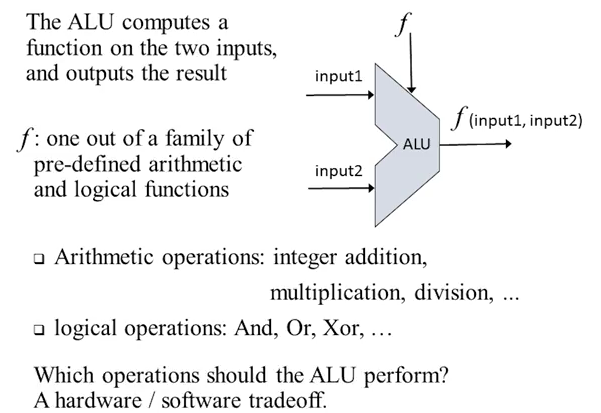 The ALU computes a
function on the two inputs,
and outputs the result
f: one out of a family of
pre-defined arithmetic
and logical functions
f
input1
input2
ALU
f(input1, input2)
❑ Arithmetic operations: integer addition,
multiplication, division, ...
❑ logical operations: And, Or, Xor, …
Which operations should the ALU perform?
A hardware / software tradeoff.